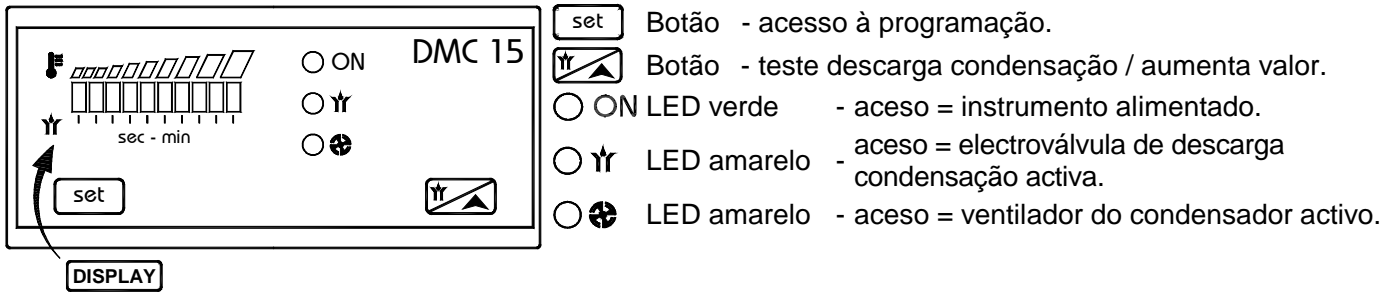 DMC 15
ON
sec - min
set
DISPLAY
set Botão - acesso à programação.
Botão - teste descarga condensação / aumenta valor.
ON LED verde - aceso = instrumento alimentado.
LED amarelo - aceso = electroválvula de descarga
condensação activa.
LED amarelo - aceso = ventilador do condensador activo.